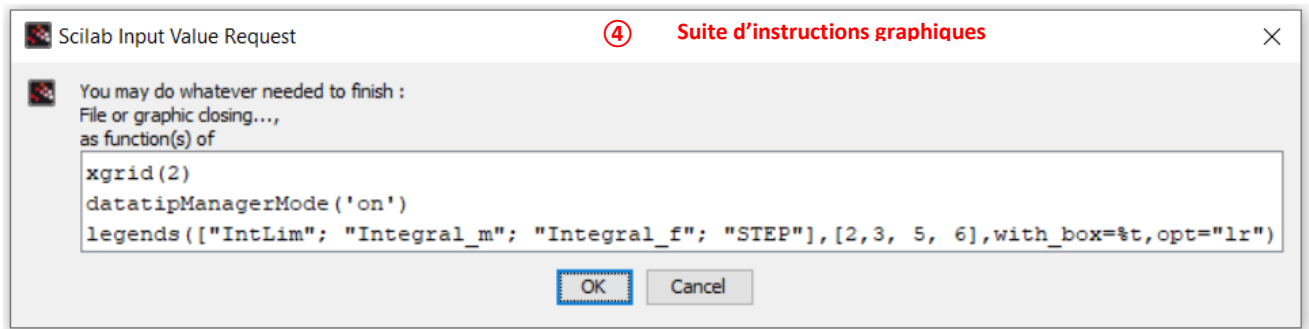 Scilab Input Value Request
④ Suite d'instructions graphiques
You may do whatever needed to finish :
File or graphic closing...,
as function(s) of
xgrid(2)
datatipManagerMode('on')
legends(["IntLim"; "Integral_m"; "Integral_f"; "STEP"],[2,3, 5, 6],with_box=%t,opt="lr")
OK Cancel